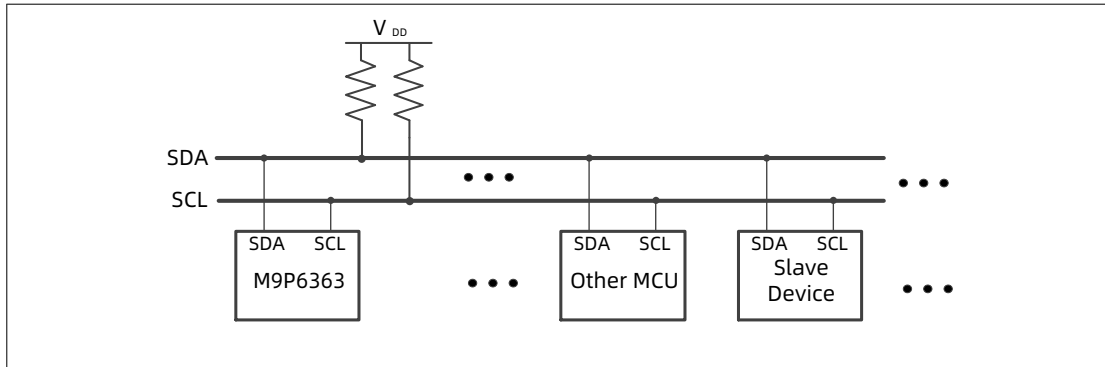 V DD
SDA
SCL
SDA SCL
M9P6363
SDA SCL
Other MCU
SDA SCL
Slave
Device